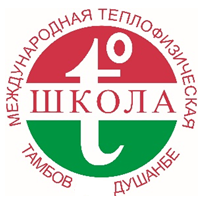 МЕЖДУНАРОДНАЯ ТЕПЛОФИЗИЧЕСКАЯ
t°
ШКОЛА
ТАМБОВ ДУШАНБЕ